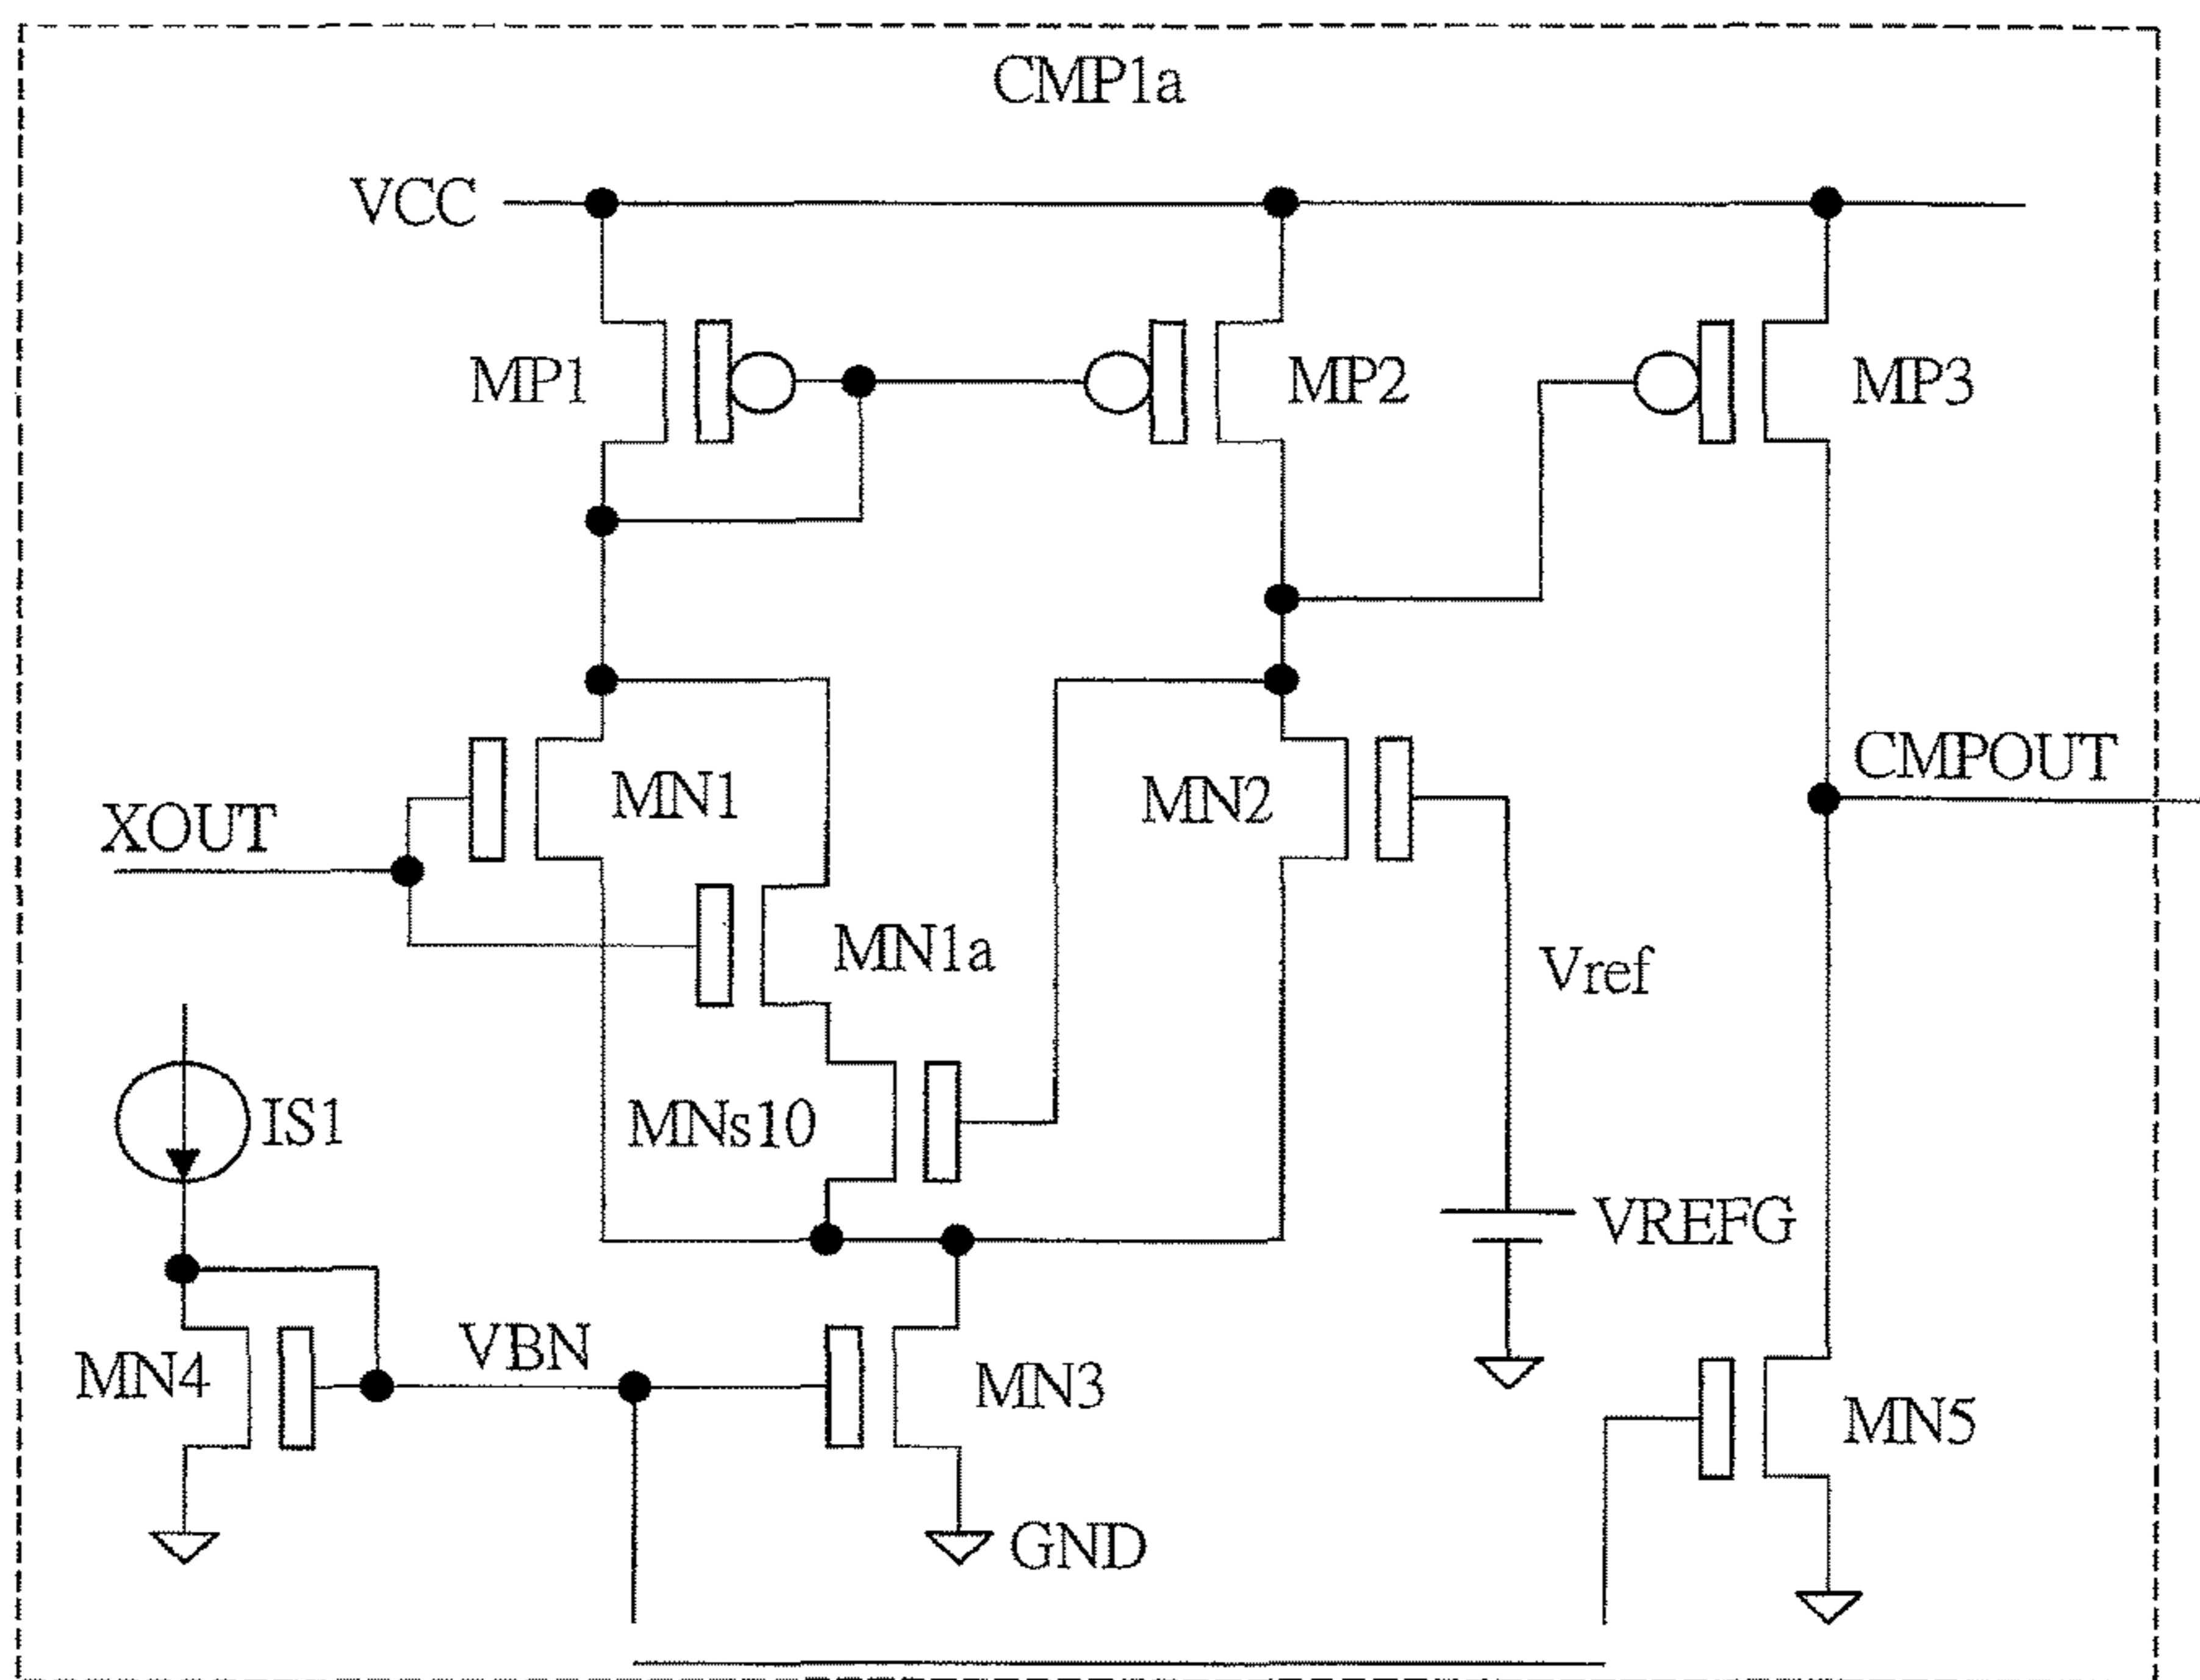 CMP1a
VCC
MP1
MP2
MP3
CMPOUT
MN1
MN2
XOUT
MN1a
Vref
IS1
MNs10
VREFG
VBN
MN4
MN3
MN5
GND